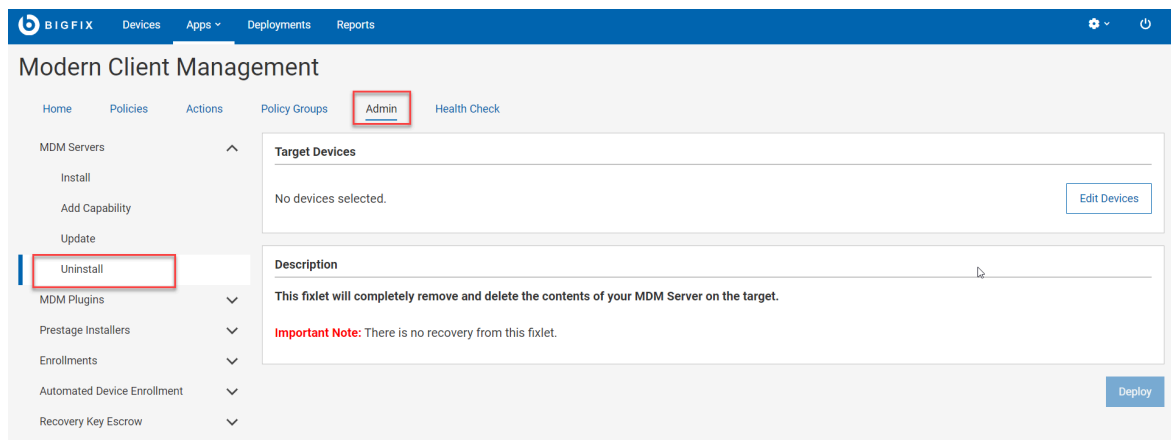 BIGFIX Devices Apps Deployments Reports
Modern Client Management
Home Policies Actions Policy Groups Admin Health Check
MDM Servers
Install
Add Capability
Update
Uninstall
MDM Plugins
Prestage Installers
Enrollments
Automated Device Enrollment
Recovery Key Escrow
Target Devices
No devices selected.
Edit Devices
Description
This fixlet will completely remove and delete the contents of your MDM Server on the target.
Important Note: There is no recovery from this fixlet.
Deploy